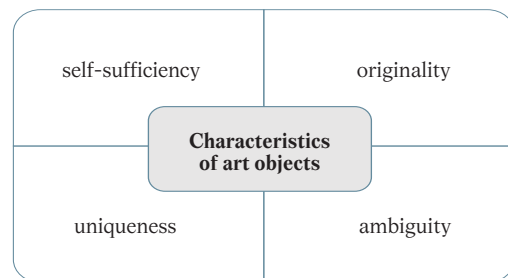 self-sufficiency
originality
Characteristics
of art objects
uniqueness
ambiguity